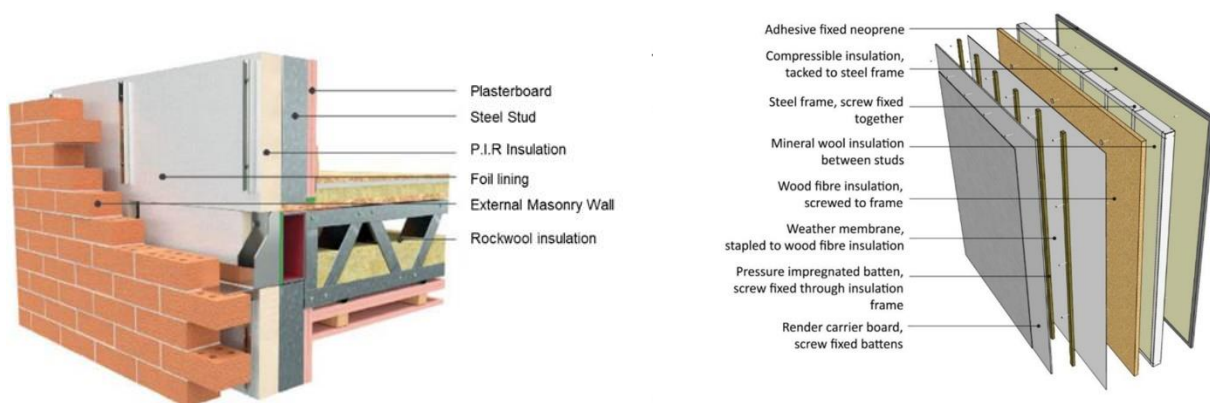 Plasterboard
Steel Stud
P.I.R Insulation
Foil lining
External Masonry Wall
Rockwool insulation
Adhesive fixed neoprene
Compressible insulation,
tacked to steel frame
Steel frame, screw fixed
together
Mineral wool insulation
between studs
Wood fibre insulation,
screwed to frame
Weather membrane,
stapled to wood fibre insulation
Pressure impregnated batten,
screw fixed through insulation
frame
Render carrier board,
screw fixed battens